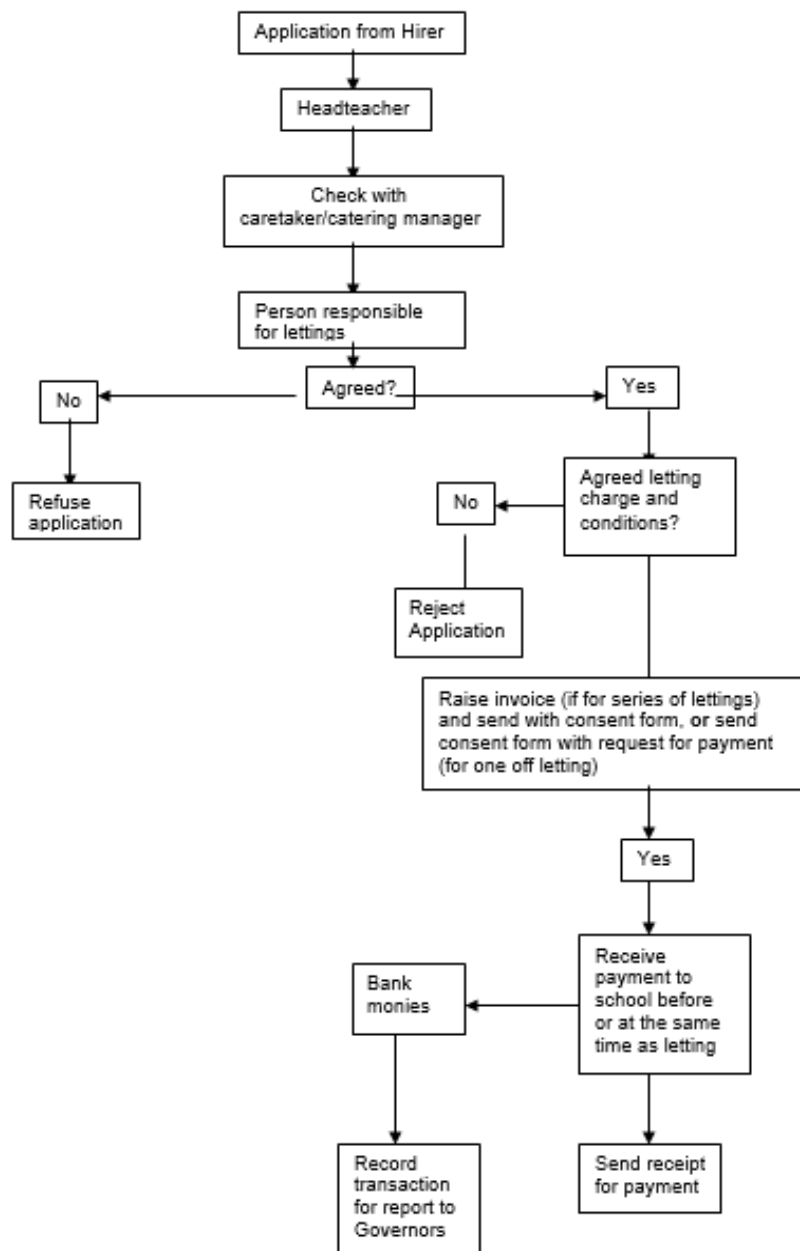 Application from Hirer
Headteacher
Check with
caretaker/catering manager
Person responsible
for lettings
Agreed?
No
Yes
Refuse
application
Agreed letting
charge and
conditions?
No
Reject
Application
Raise invoice (if for series of lettings)
and send with consent form, or send
consent form with request for payment
(for one off letting)
Yes
Receive
payment to
school before
or at the same
time as letting
Bank
monies
Record
transaction
for report to
Governors
Send receipt
for payment